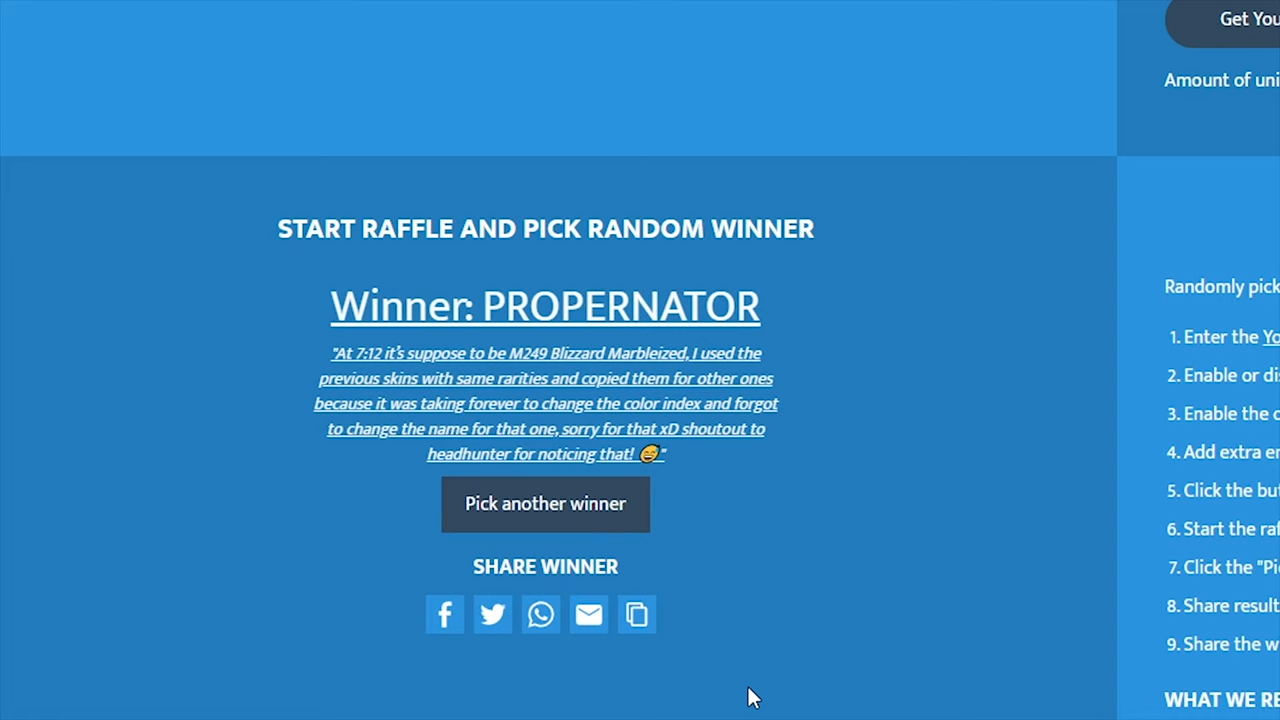 Get You
Amount of uni
START RAFFLE AND PICK RANDOM WINNER
Winner: PROPERNATOR
"At 7:12 it's suppose to be M249 Blizzard Marbleized, I used the
previous skins with same rarities and copied them for other ones
because it was taking forever to change the color index and forgot
to change the name for that one, sorry for that xD shoutout to
headhunter for noticing that! 😅"
Pick another winner
SHARE WINNER
Randomly pick
1. Enter the Yo
2. Enable or dis
3. Enable the c
4. Add extra en
5. Click the but
6. Start the raf
7. Click the "Pic
8. Share result
9. Share the w
WHAT WE RE